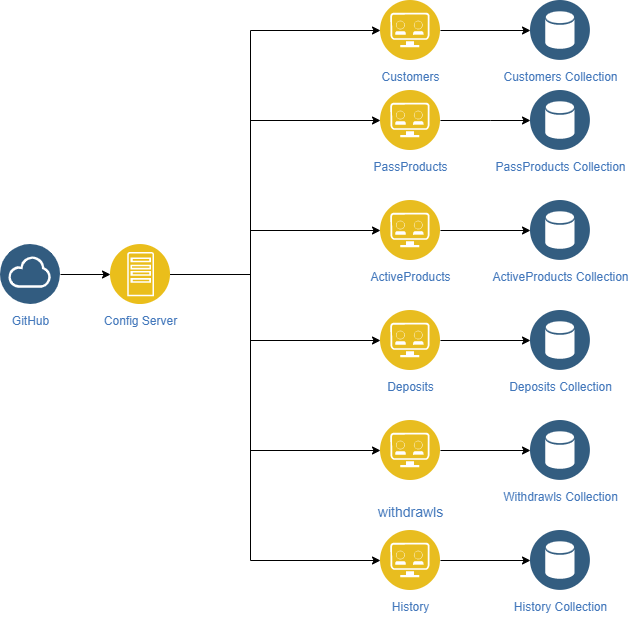 Customers
Customers Collection
PassProducts
PassProducts Collection
ActiveProducts
ActiveProducts Collection
GitHub
Config Server
Deposits
Deposits Collection
Withdrawls Collection
withdrawls
History
History Collection